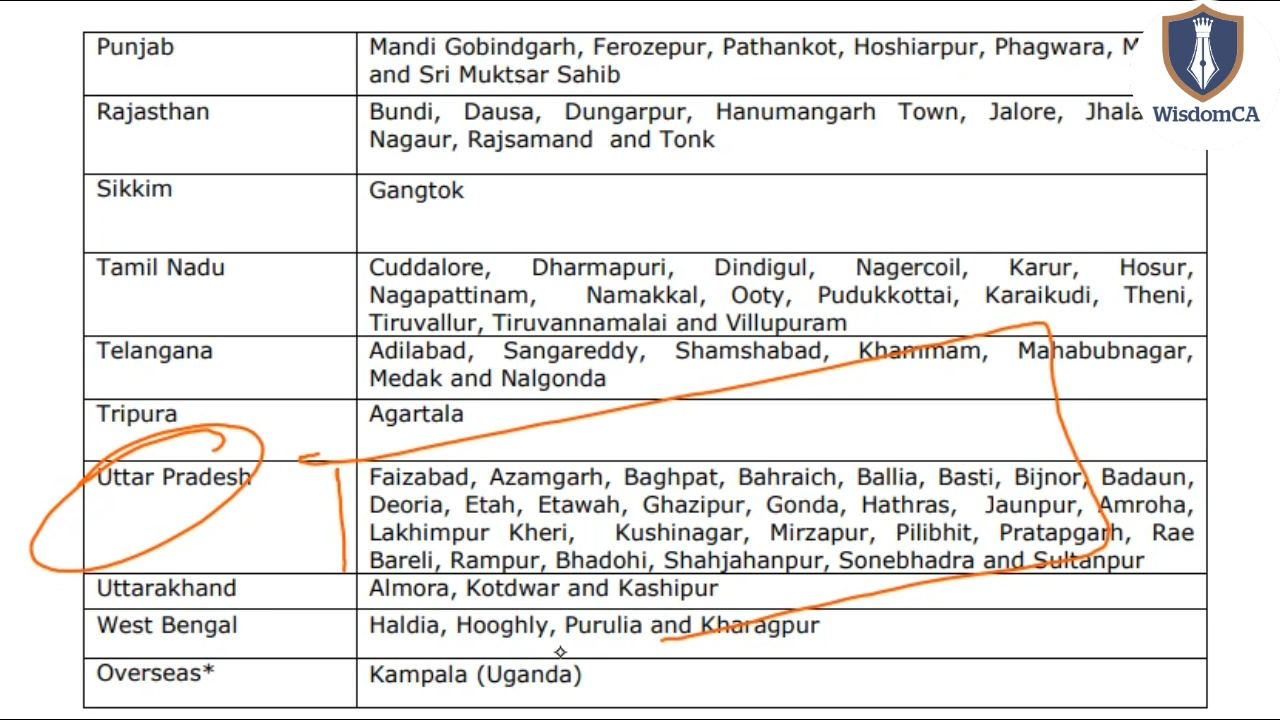 Punjab
Mandi Gobindgarh, Ferozepur, Pathankot, Hoshiarpur, Phagwara,
and Sri Muktsar Sahib
WisdomCA
Rajasthan
Bundi, Dausa, Dungarpur, Hanumangarh Town, Jalore,
Nagaur, Rajsamand and Tonk
Sikkim
Gangtok
Tamil Nadu
Cuddalore, Dharmapuri, Dindigul, Nagercoil, Karur, Hosur,
Nagapattinam, Namakkal, Ooty, Pudukkottai, Karaikudi, Theni,
Tiruvallur, Tiruvannamalai and Villupuram
Telangana
Adilabad, Sangareddy, Shamshabad, Khammam, Mahabubnagar,
Medak and Nalgonda
Tripura
Agartala
Uttar Pradesh
Faizabad, Azamgarh, Baghpat, Bahraich, Ballia, Basti, Bijnor, Badaun,
Deoria, Etah, Etawah, Ghazipur, Gonda, Hathras, Jaunpur, Amroha,
Lakhimpur Kheri, Kushinagar, Mirzapur, Pilibhit, Pratapgarh, Rae
Bareli, Rampur, Bhadohi, Shahjahanpur, Sonebhadra and Sultanpur
Uttarakhand
Almora, Kotdwar and Kashipur
West Bengal
Haldia, Hooghly, Purulia and Kharagpur
Overseas*
Kampala (Uganda)